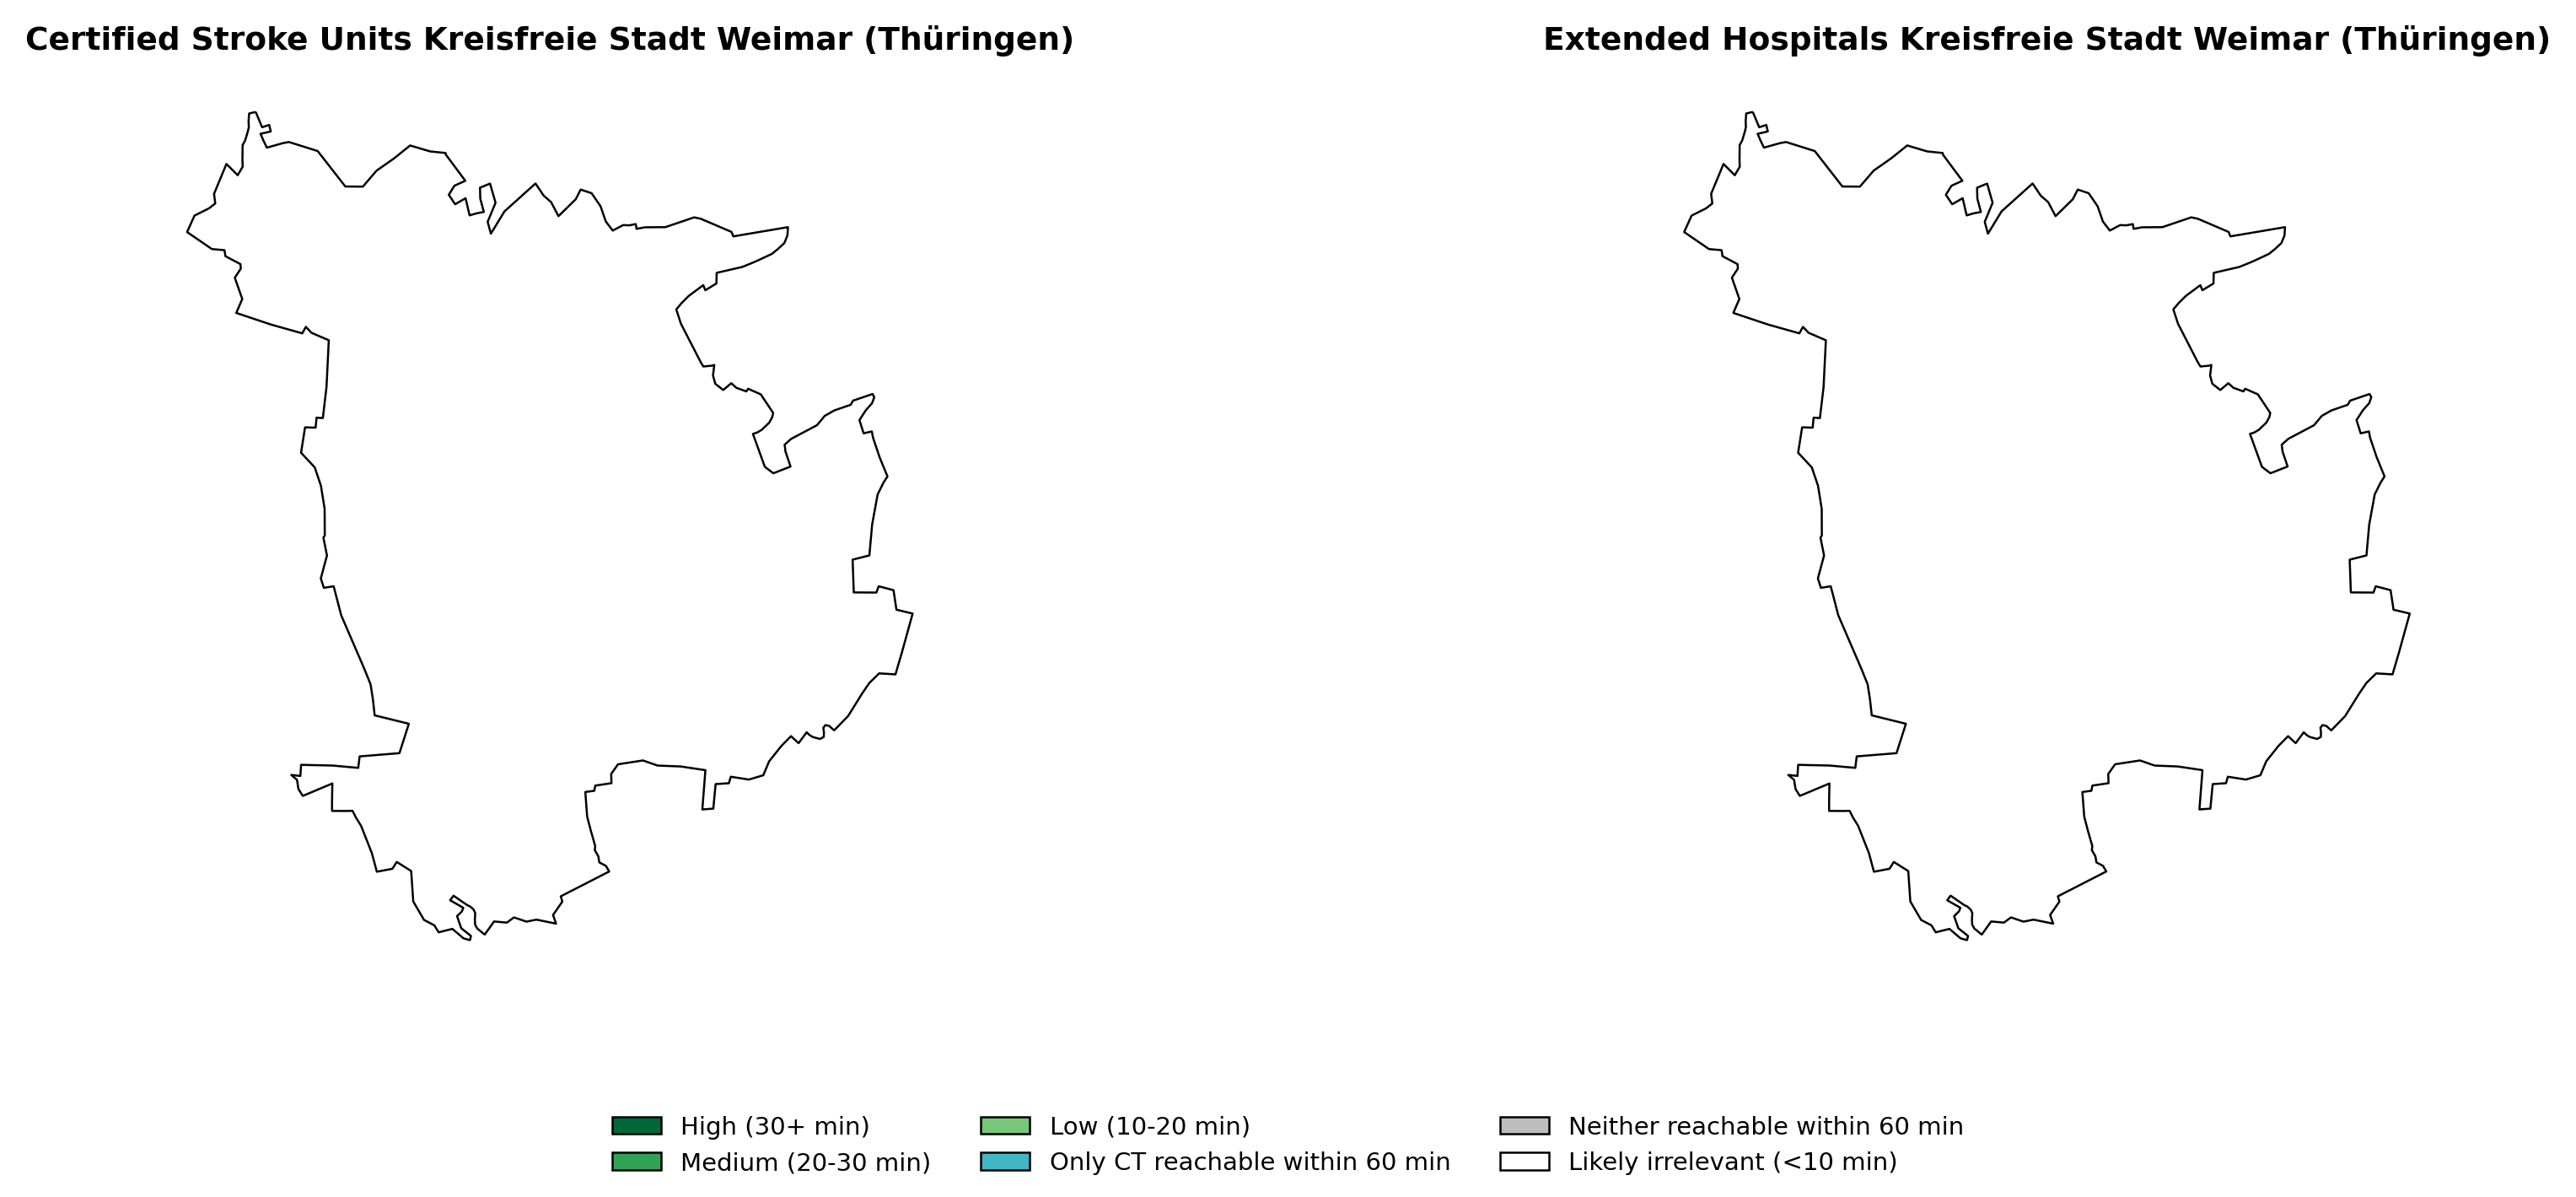 Certified Stroke Units Kreisfreie Stadt Weimar (Thüringen)
Extended Hospitals Kreisfreie Stadt Weimar (Thüringen)
High (30+ min)
Medium (20-30 min)
Low (10-20 min)
Only CT reachable within 60 min
Neither reachable within 60 min
Likely irrelevant (<10 min)